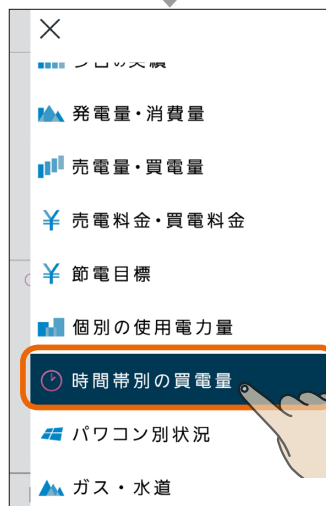 発電量・消費量
売電量・買電量
¥ 売電料金・買電料金
¥ 節電目標
個別の使用電力量
時間帯別の買電量
パワコン別状況
ガス・水道